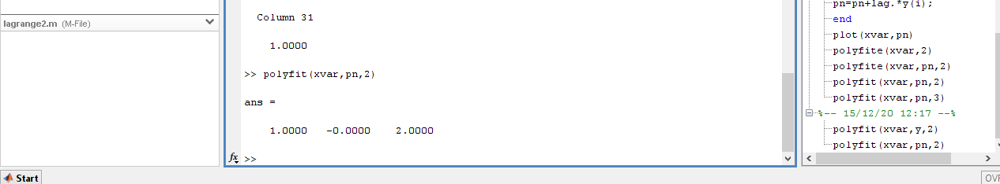 lagrange2.m (M-File)
Column 31
1.0000
>> polyfit(xvar,pn,2)
ans =
1.0000 -0.0000 2.0000
fx >>
pn=pn+lag.*y(i);
end
plot(xvar,pn)
polyfite(xvar,2)
polyfite(xvar,pn,2)
polyfit(xvar,pn,2)
polyfit(xvar,pn,3)
%-- 15/12/20 12:17 --%
polyfit(xvar,y,2)
polyfit(xvar,pn,2)
Start